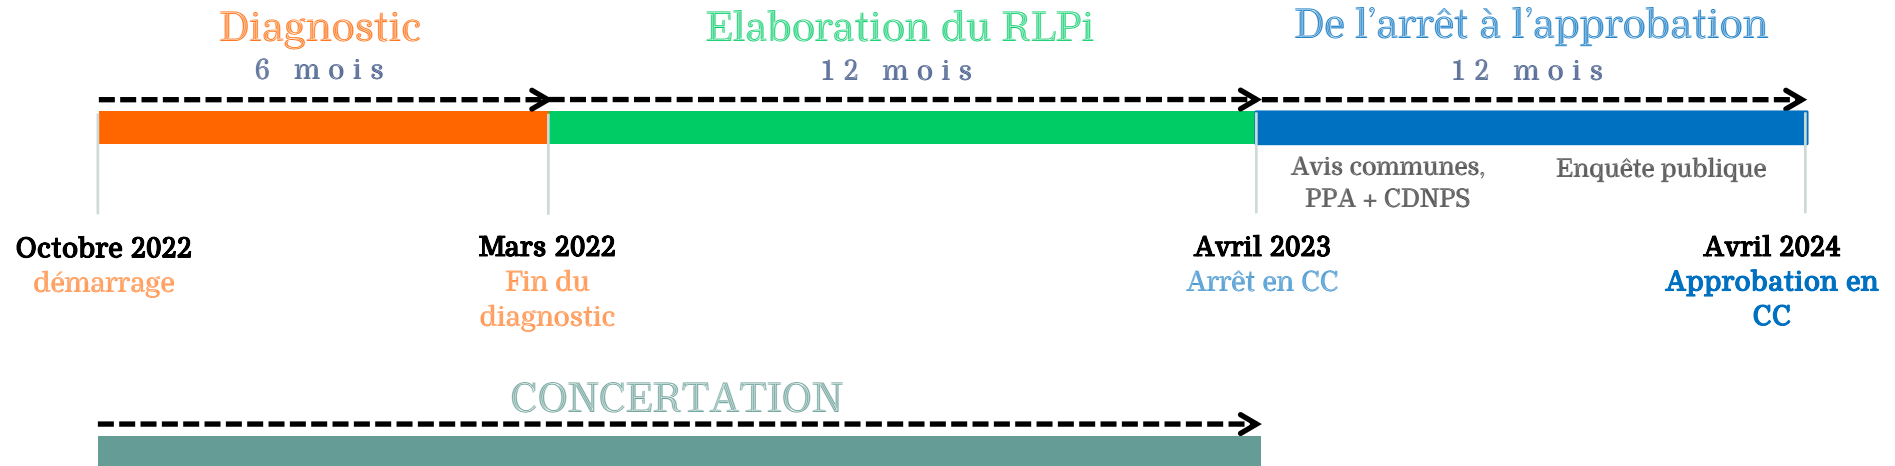 Diagnostic
6 mois
Elaboration du RLPi
12 mois
De l’arrêt à l’approbation
12 mois
Avis communes,
PPA + CDNPS
Enquête publique
Octobre 2022
démarrage
Mars 2022
Fin du
diagnostic
Avril 2023
Arrêt en CC
Avril 2024
Approbation en
CC
CONCERTATION